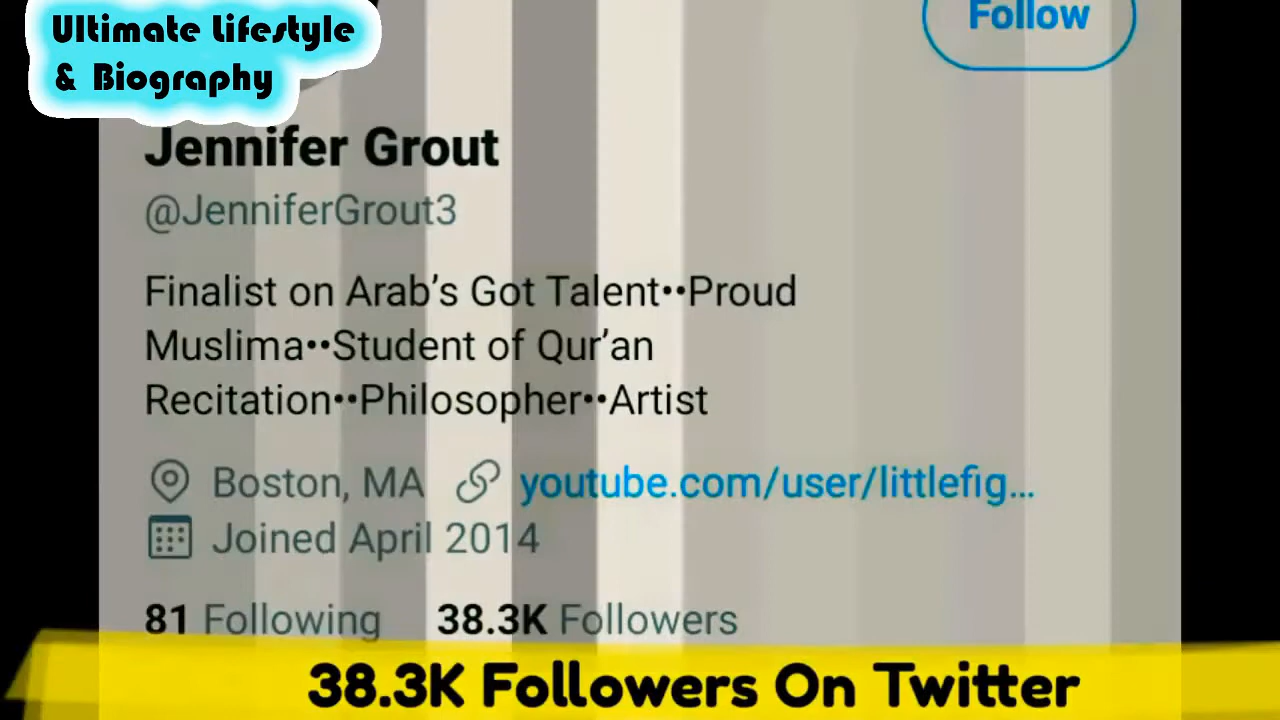 Ultimate Lifestyle
& Biography
Follow
Jennifer Grout
@JenniferGrout3
Finalist on Arab’s Got Talent••Proud
Muslima••Student of Qur’an
Recitation••Philosopher••Artist
Boston, MA youtube.com/user/littlefig...
Joined April 2014
81 Following 38.3K Followers
38.3K Followers On Twitter